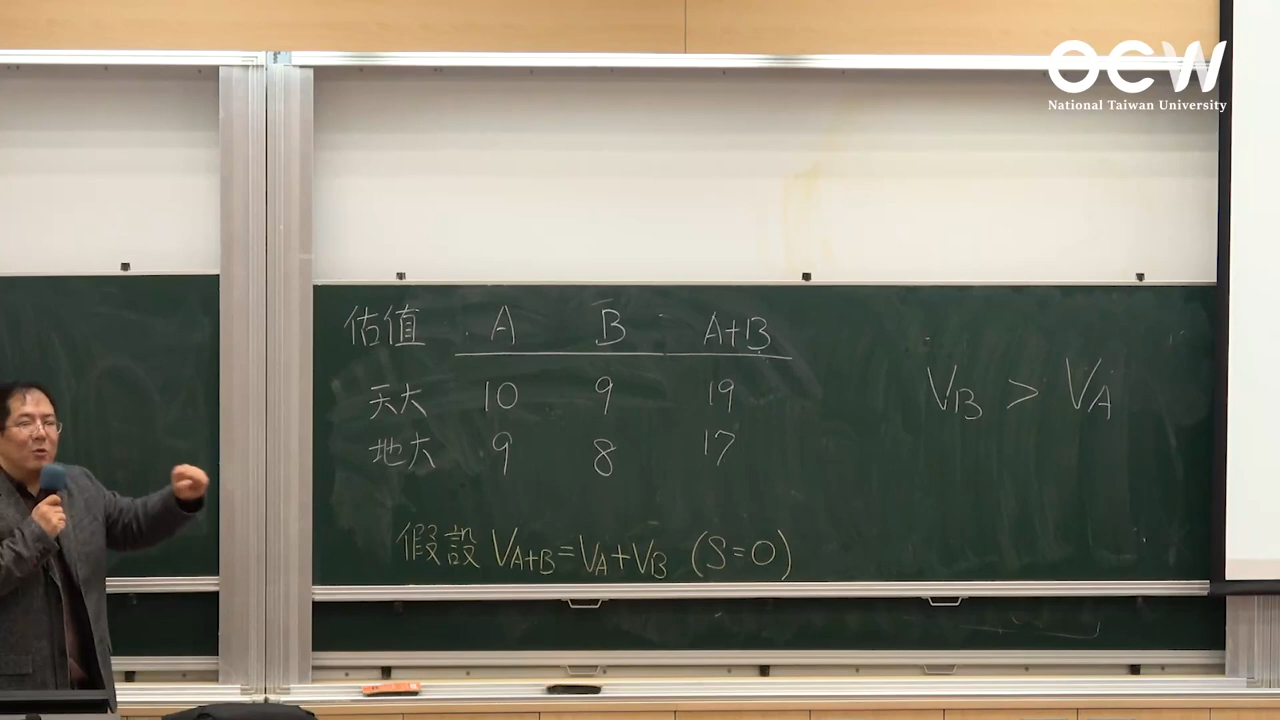 OCW
National Taiwan University
估值 A B A+B
天大 10 9 19
地大 9 8 17
V_B > V_A
假設 V_{A+B}=V_A+V_B (S=0)